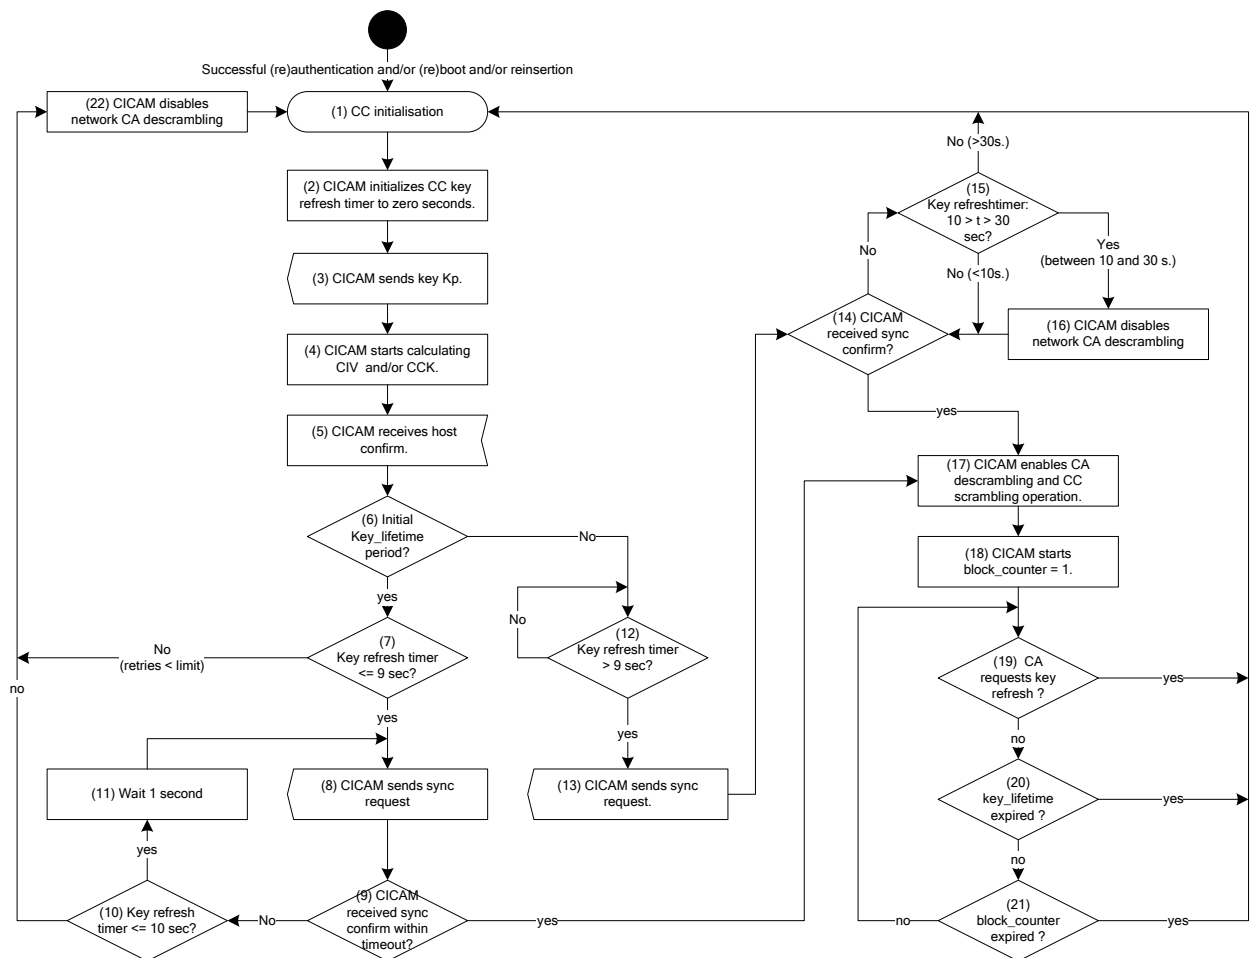 Successful (re)authentication and/or (re)boot and/or reinsertion
(22) CICAM disables
network CA descrambling
(1) CC initialisation
No (>30s.)
(2) CICAM initializes CC key
refresh timer to zero seconds.
(15)
Key refreshtimer:
10 > t > 30
sec?
No
Yes
(between 10 and 30 s.)
(3) CICAM sends key Kp.
No (<10s.)
(14) CICAM
received sync
confirm?
(16) CICAM disables
network CA descrambling
(4) CICAM starts calculating
CIV and/or CCK.
yes
(5) CICAM receives host
confirm.
(17) CICAM enables CA
descrambling and CC
scrambling operation.
(6) Initial
Key_lifetime
period?
No
(18) CICAM starts
block_counter = 1.
yes
No
(12)
Key refresh timer
> 9 sec?
(7)
Key refresh timer
<= 9 sec?
No
(retries < limit)
no
(19) CA
requests key
refresh ?
yes
yes
yes
no
(11) Wait 1 second
(8) CICAM sends sync
request
(13) CICAM sends sync
request.
(20)
key_lifetime
expired ?
yes
yes
no
(10) Key refresh
timer <= 10 sec?
No
(9) CICAM
received sync
confirm within
timeout?
yes
no
(21)
block_counter
expired ?
yes